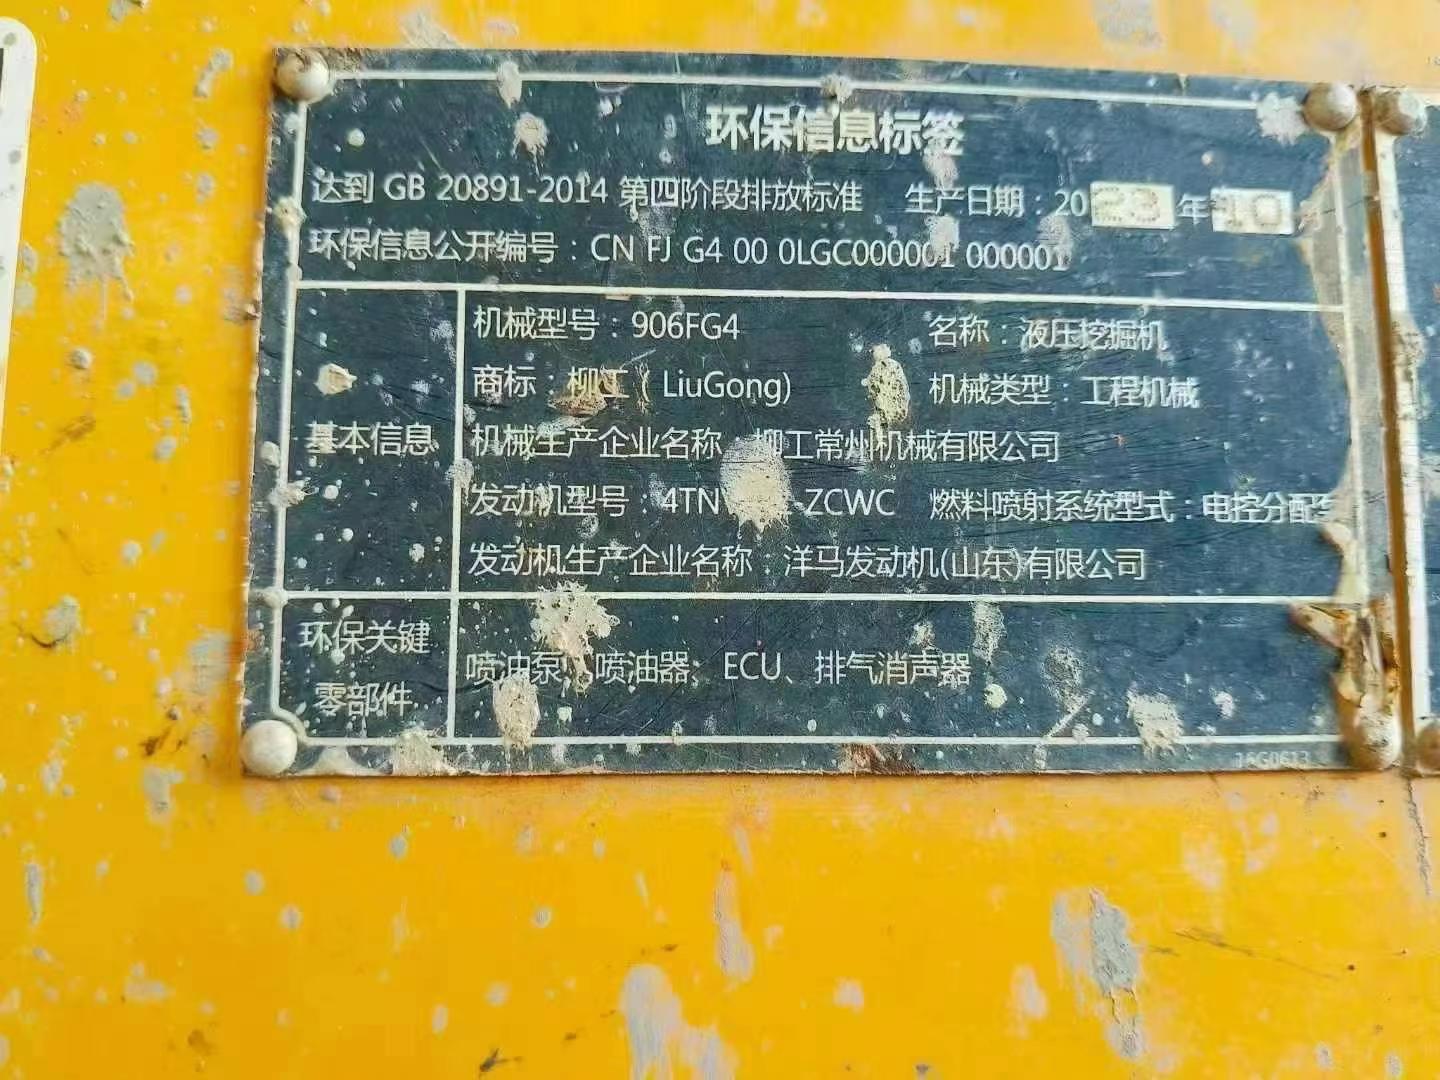 环保信息标签
达到 GB 20891-2014 第四阶段排放标准 生产日期：2023年10
环保信息公开编号：CN FJ G4 00 0LGC000001 000001
机械型号：906FG4 名称：液压挖掘机
商标：柳工（LiuGong)
机械类型：工程机械
基本信息
机械生产企业名称 柳工常州机械有限公司
发动机型号：4TN -ZCWC 燃料喷射系统型式：电控分配
发动机生产企业名称：洋马发动机(山东)有限公司
环保关键
零部件
喷油泵、喷油器、ECU、排气消声器